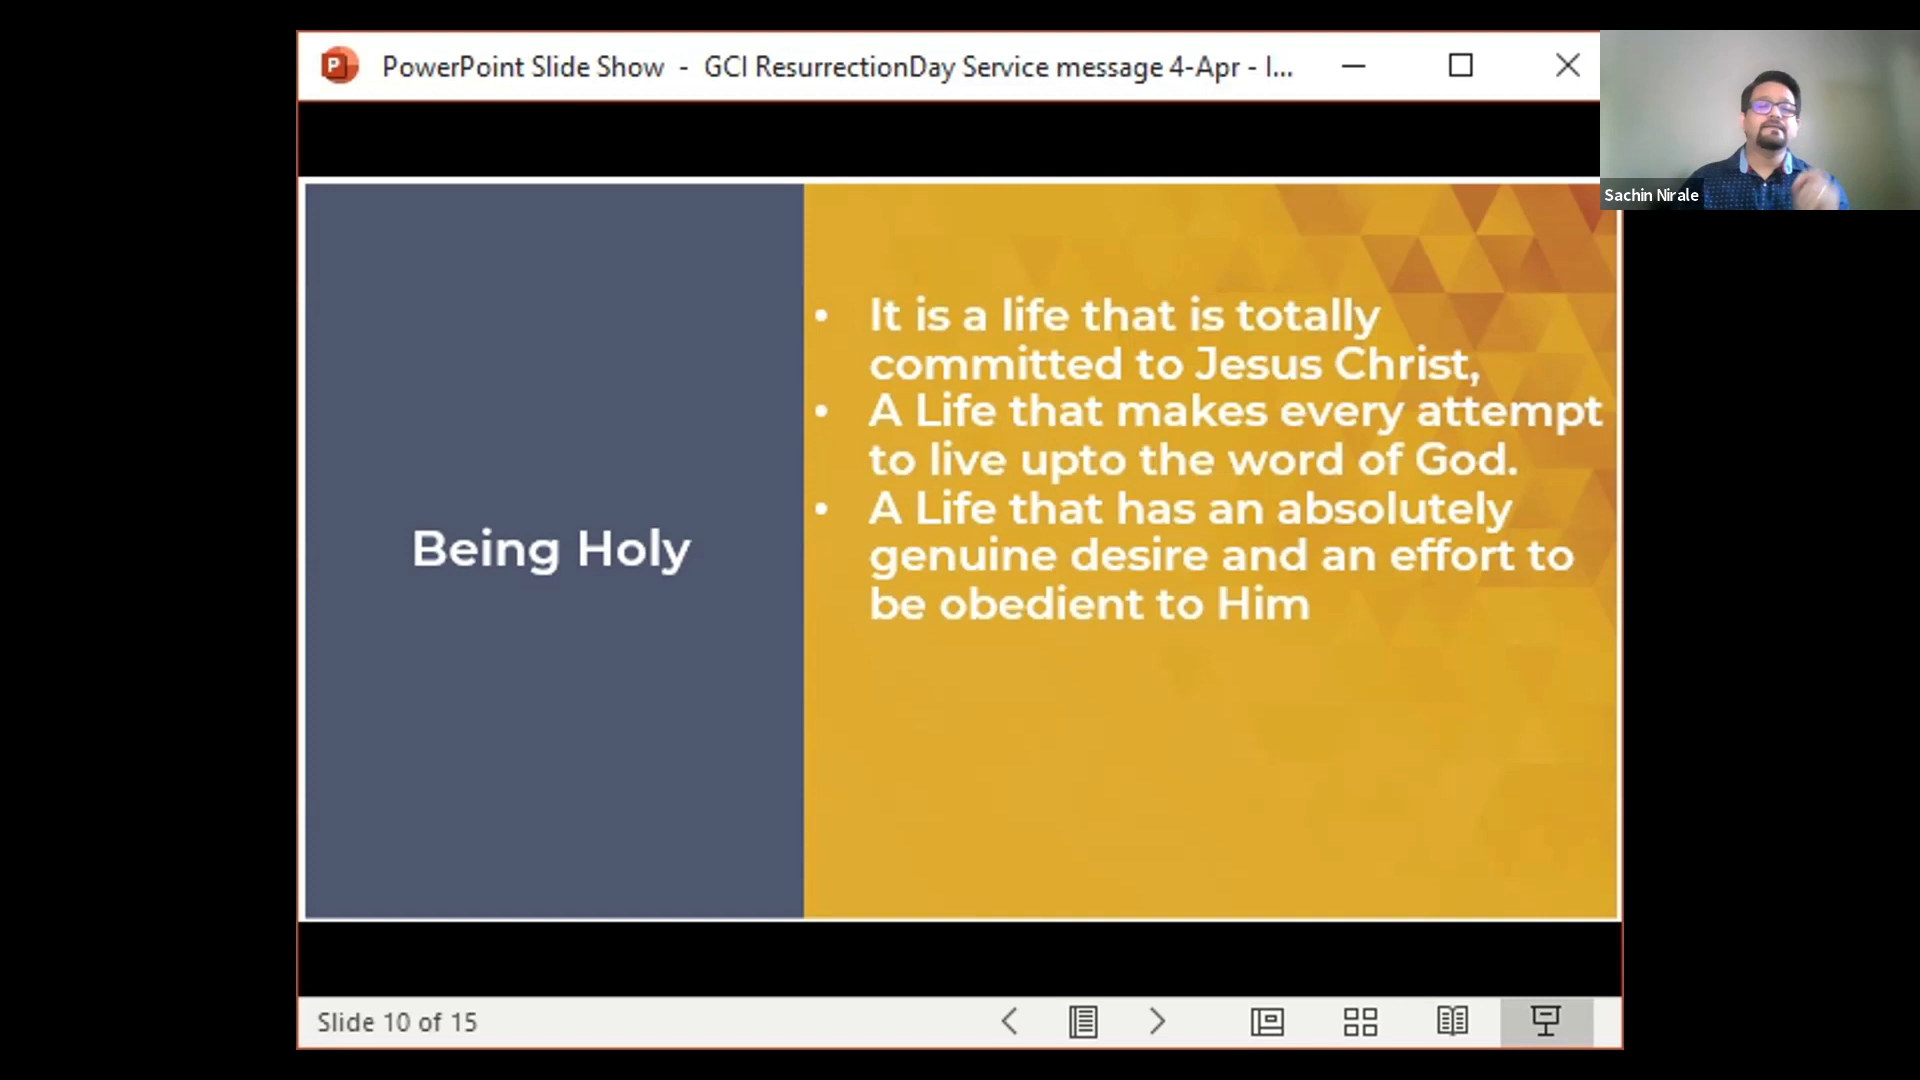 PowerPoint Slide Show - GCI ResurrectionDay Service message 4-Apr - I...
Sachin Nirale
Being Holy
• It is a life that is totally
committed to Jesus Christ,
• A Life that makes every attempt
to live upto the word of God.
• A Life that has an absolutely
genuine desire and an effort to
be obedient to Him
Slide 10 of 15